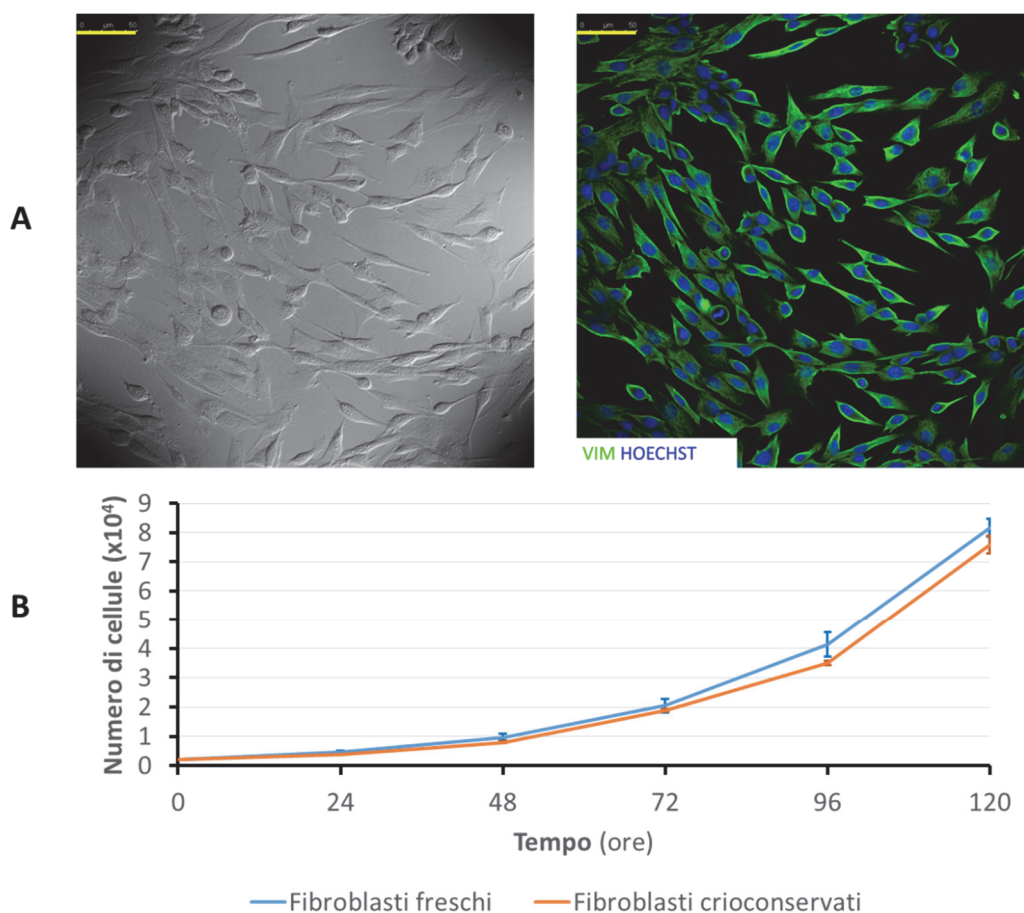 0 µm 50
0 µm 50
A
VIM HOECHST
B
Numero di cellule (x10⁴)
9
8
7
6
5
4
3
2
1
0
0 24 48 72 96 120
Tempo (ore)
Fibroblasti freschi Fibroblasti crioconservati